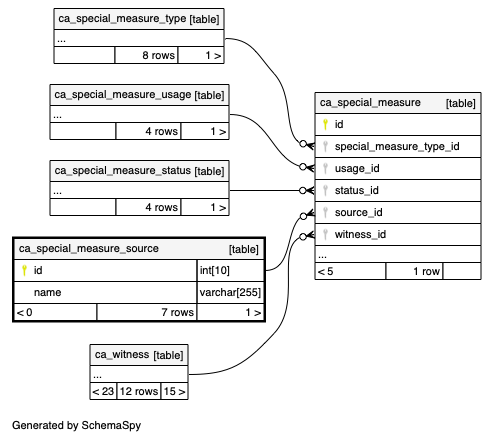 ca_special_measure_type [table]
...
8 rows 1 >
ca_special_measure_usage [table]
...
4 rows 1 >
ca_special_measure_status [table]
...
4 rows 1 >
ca_special_measure_source [table]
id int[10]
name varchar[255]
< 0 7 rows 1 >
ca_witness [table]
...
< 23 12 rows 15 >
ca_special_measure [table]
id
special_measure_type_id
usage_id
status_id
source_id
witness_id
...
< 5 1 row
Generated by SchemaSpy